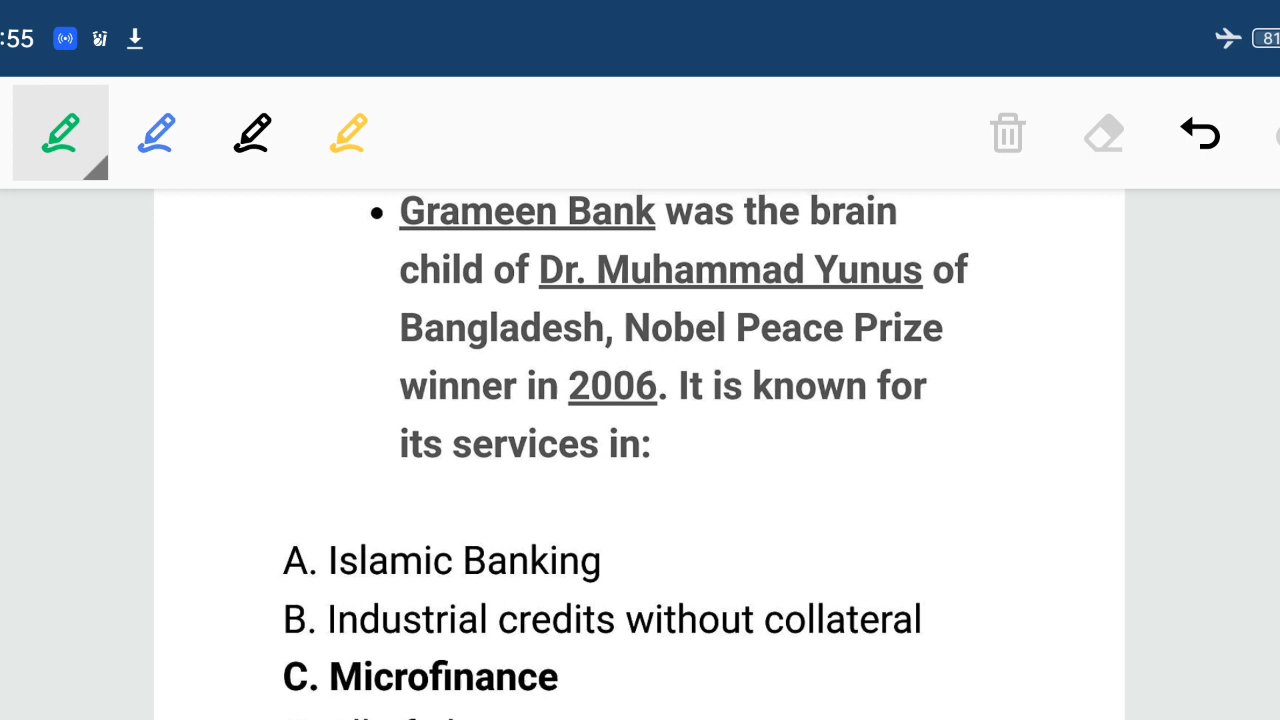 :55
81
• Grameen Bank was the brain
child of Dr. Muhammad Yunus of
Bangladesh, Nobel Peace Prize
winner in 2006. It is known for
its services in:
A. Islamic Banking
B. Industrial credits without collateral
C. Microfinance